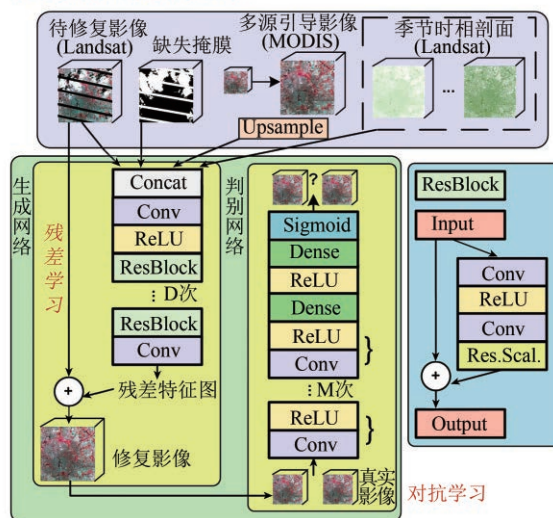 待修复影像
(Landsat)
缺失掩膜
多源引导影像
(MODIS)
季节时相剖面
(Landsat)
...
Upsample
生成网络
残差学习
Concat
Conv
ReLU
ResBlock
⋮ D次
ResBlock
Conv
+
残差特征图
修复影像
判别网络
?
Sigmoid
Dense
ReLU
Dense
ReLU
Conv
}
⋮ M次
ReLU
Conv
}
真实
影像
对抗学习
ResBlock
Input
Conv
ReLU
Conv
Res.Scal.
+
Output